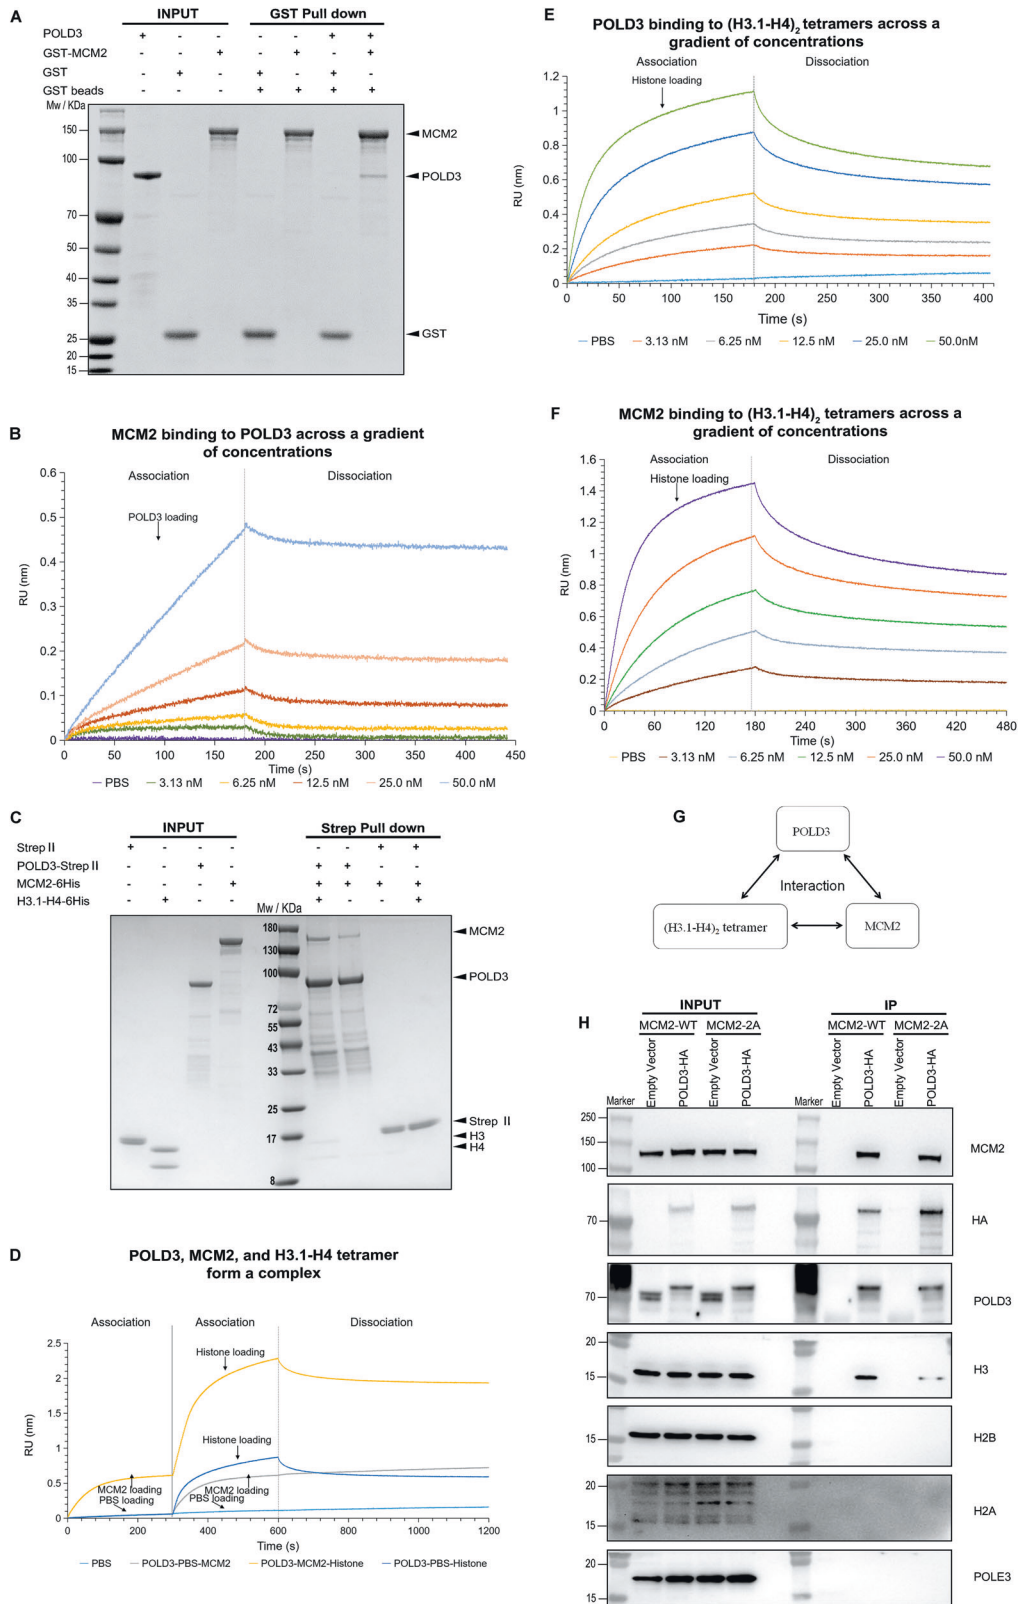 A
INPUT GST Pull down
POLD3 + - - - - + +
GST-MCM2 - - + - + - +
GST - + - + - + -
GST beads - - - + + + +
Mw / KDa
150
100
70
50
40
35
25
20
15
MCM2
POLD3
GST
B
MCM2 binding to POLD3 across a gradient
of concentrations
Association Dissociation
POLD3 loading
RU (nm)
0.6
0.5
0.4
0.3
0.2
0.1
0
0 50 100 150 200 250 300 350 400 450
Time (s)
PBS 3.13 nM 6.25 nM 12.5 nM 25.0 nM 50.0 nM
C
INPUT Strep Pull down
Strep II + - - - - - + +
POLD3-Strep II - - + - + + - -
MCM2-6His - - - + + + + +
H3.1-H4-6His - + - - + - - +
Mw / KDa
180
130
100
72
55
43
33
25
17
8
MCM2
POLD3
Strep II
H3
H4
D
POLD3, MCM2, and H3.1-H4 tetramer
form a complex
Association Association Dissociation
Histone loading
Histone loading
MCM2 loading
PBS loading
MCM2 loading
PBS loading
RU (nm)
2.5
2
1.5
1
0.5
0
0 200 400 600 800 1000 1200
Time (s)
PBS POLD3-PBS-MCM2 POLD3-MCM2-Histone POLD3-PBS-Histone
E
POLD3 binding to (H3.1-H4)₂ tetramers across a
gradient of concentrations
Association Dissociation
Histone loading
RU (nm)
1.2
1
0.8
0.6
0.4
0.2
0
0 50 100 150 200 250 300 350 400
Time (s)
PBS 3.13 nM 6.25 nM 12.5 nM 25.0 nM 50.0nM
F
MCM2 binding to (H3.1-H4)₂ tetramers across a
gradient of concentrations
Association Dissociation
Histone loading
RU (nm)
1.6
1.4
1.2
1
0.8
0.6
0.4
0.2
0
0 60 120 180 240 300 360 420 480
Time (s)
PBS 3.13 nM 6.25 nM 12.5 nM 25.0 nM 50.0 nM
G
POLD3
Interaction
(H3.1-H4)₂ tetramer
MCM2
H
INPUT IP
MCM2-WT MCM2-2A MCM2-WT MCM2-2A
Marker Empty Vector POLD3-HA Empty Vector POLD3-HA Marker Empty Vector POLD3-HA Empty Vector POLD3-HA
250
150
100
MCM2
70
HA
70
POLD3
20
15
H3
15
H2B
20
15
H2A
20
15
POLE3